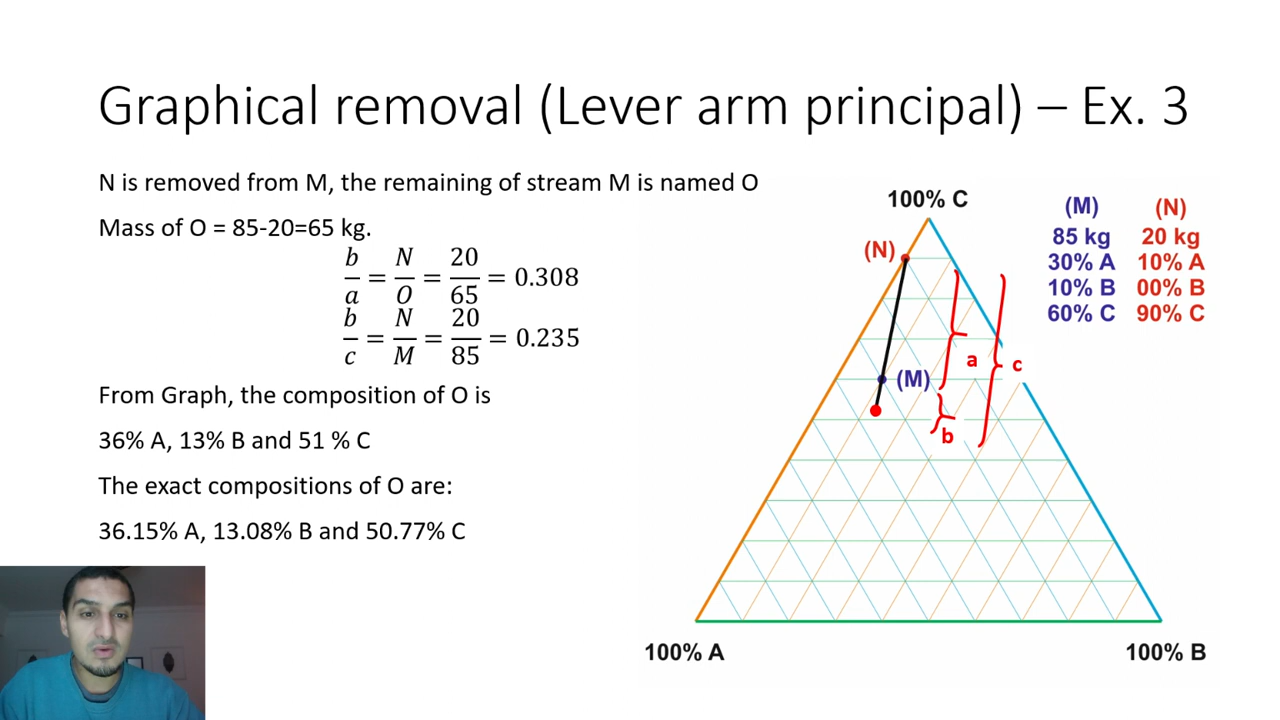 Graphical removal (Lever arm principal) – Ex. 3
N is removed from M, the remaining of stream M is named O
Mass of O = 85-20=65 kg.
b/a = N/O = 20/65 = 0.308
b/c = N/M = 20/85 = 0.235
From Graph, the composition of O is
36% A, 13% B and 51 % C
The exact compositions of O are:
36.15% A, 13.08% B and 50.77% C
100% C
(M) (N)
85 kg 20 kg
30% A 10% A
10% B 00% B
60% C 90% C
(N)
(M)
a
c
b
100% A
100% B